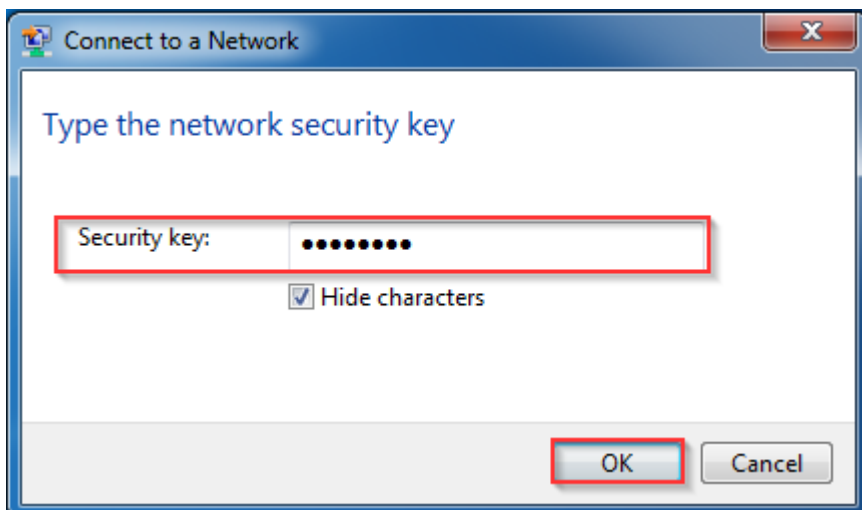 Connect to a Network
Type the network security key
Security key: ••••••••
Hide characters
OK Cancel